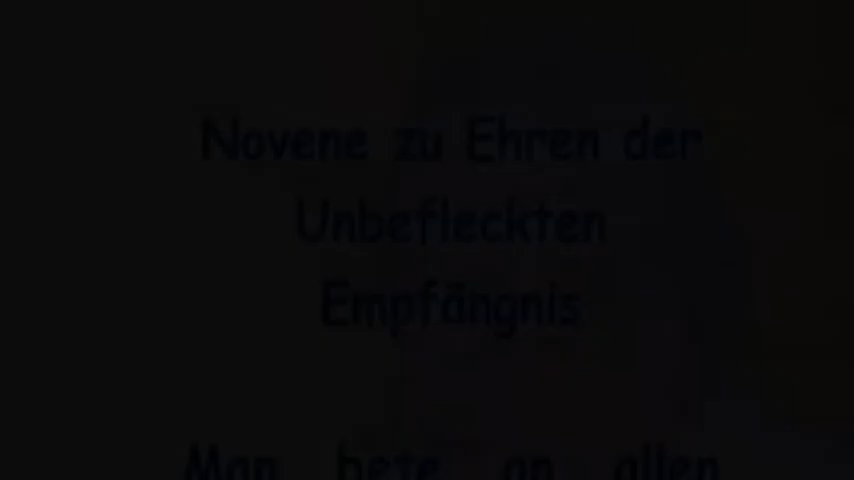 Novene zu Ehren der
Unbefleckten
Empfängnis
Man bete an allen